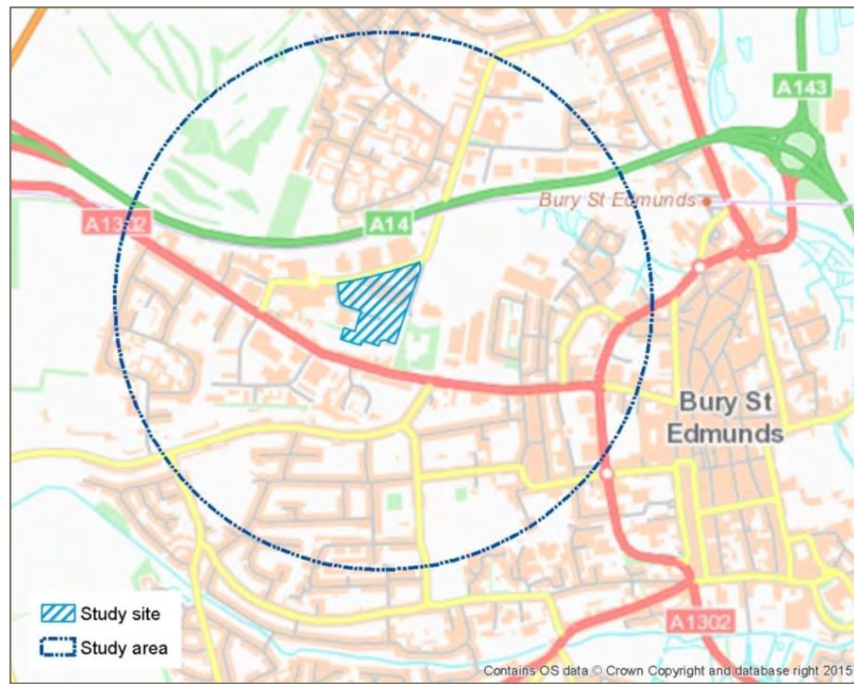 A143
Bury St Edmunds
A1302
A14
Bury St
Edmunds
Study site
Study area
A1302
Contains OS data © Crown Copyright and database right 2015